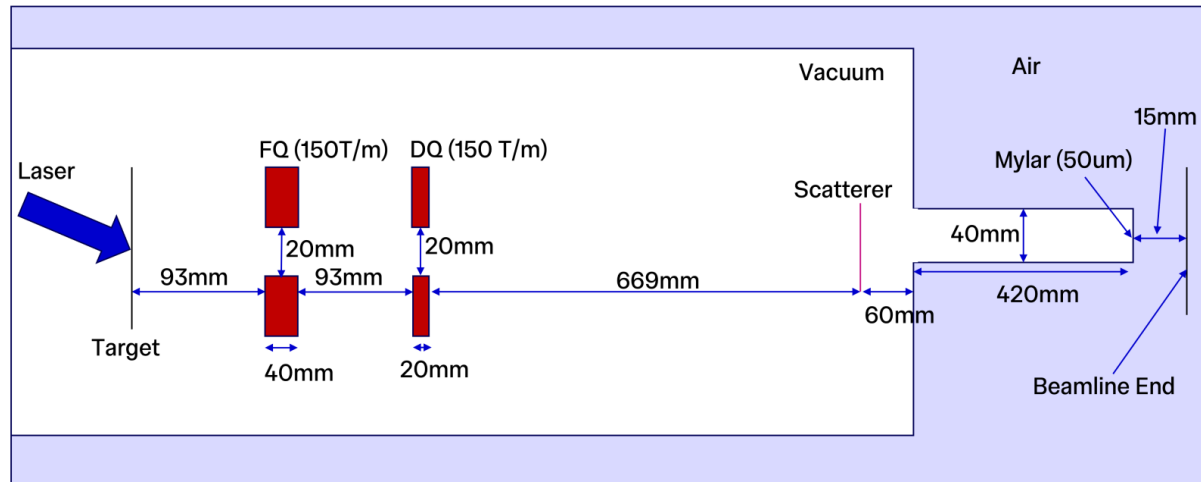 Vacuum
Air
15mm
FQ (150T/m)
DQ (150 T/m)
Mylar (50um)
Laser
Scatterer
20mm
20mm
40mm
93mm
93mm
669mm
60mm
420mm
Target
40mm
20mm
Beamline End